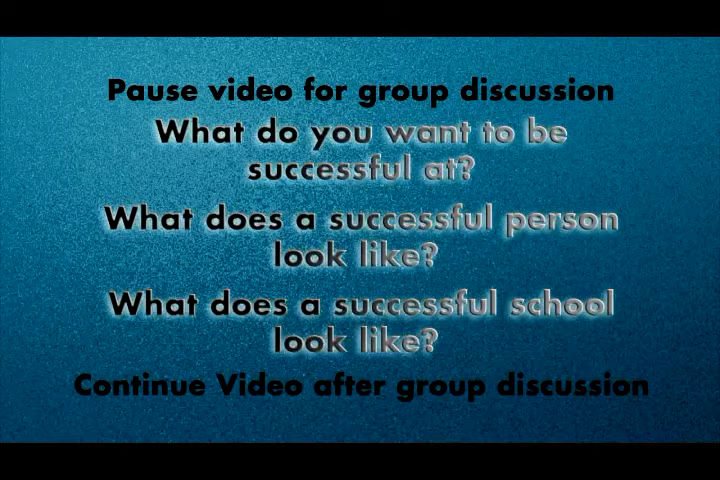 Pause video for group discussion
What do you want to be
successful at?
What does a successful person
look like?
What does a successful school
look like?
Continue Video after group discussion